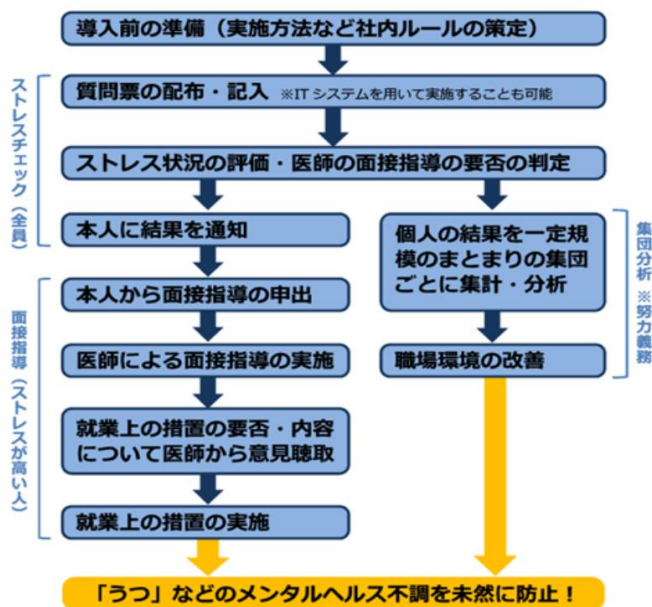 導入前の準備（実施方法など社内ルールの策定）
質問票の配布・記入 ※ITシステムを用いて実施することも可能
ストレス状況の評価・医師の面接指導の要否の判定
本人に結果を通知
本人から面接指導の申出
医師による面接指導の実施
就業上の措置の要否・内容
について医師から意見聴取
就業上の措置の実施
個人の結果を一定規
模のまとまりの集団
ごとに集計・分析
職場環境の改善
「うつ」などのメンタルヘルス不調を未然に防止！
ストレスチェック（全員）
面接指導（ストレスが高い人）
集団分析 ※努力義務